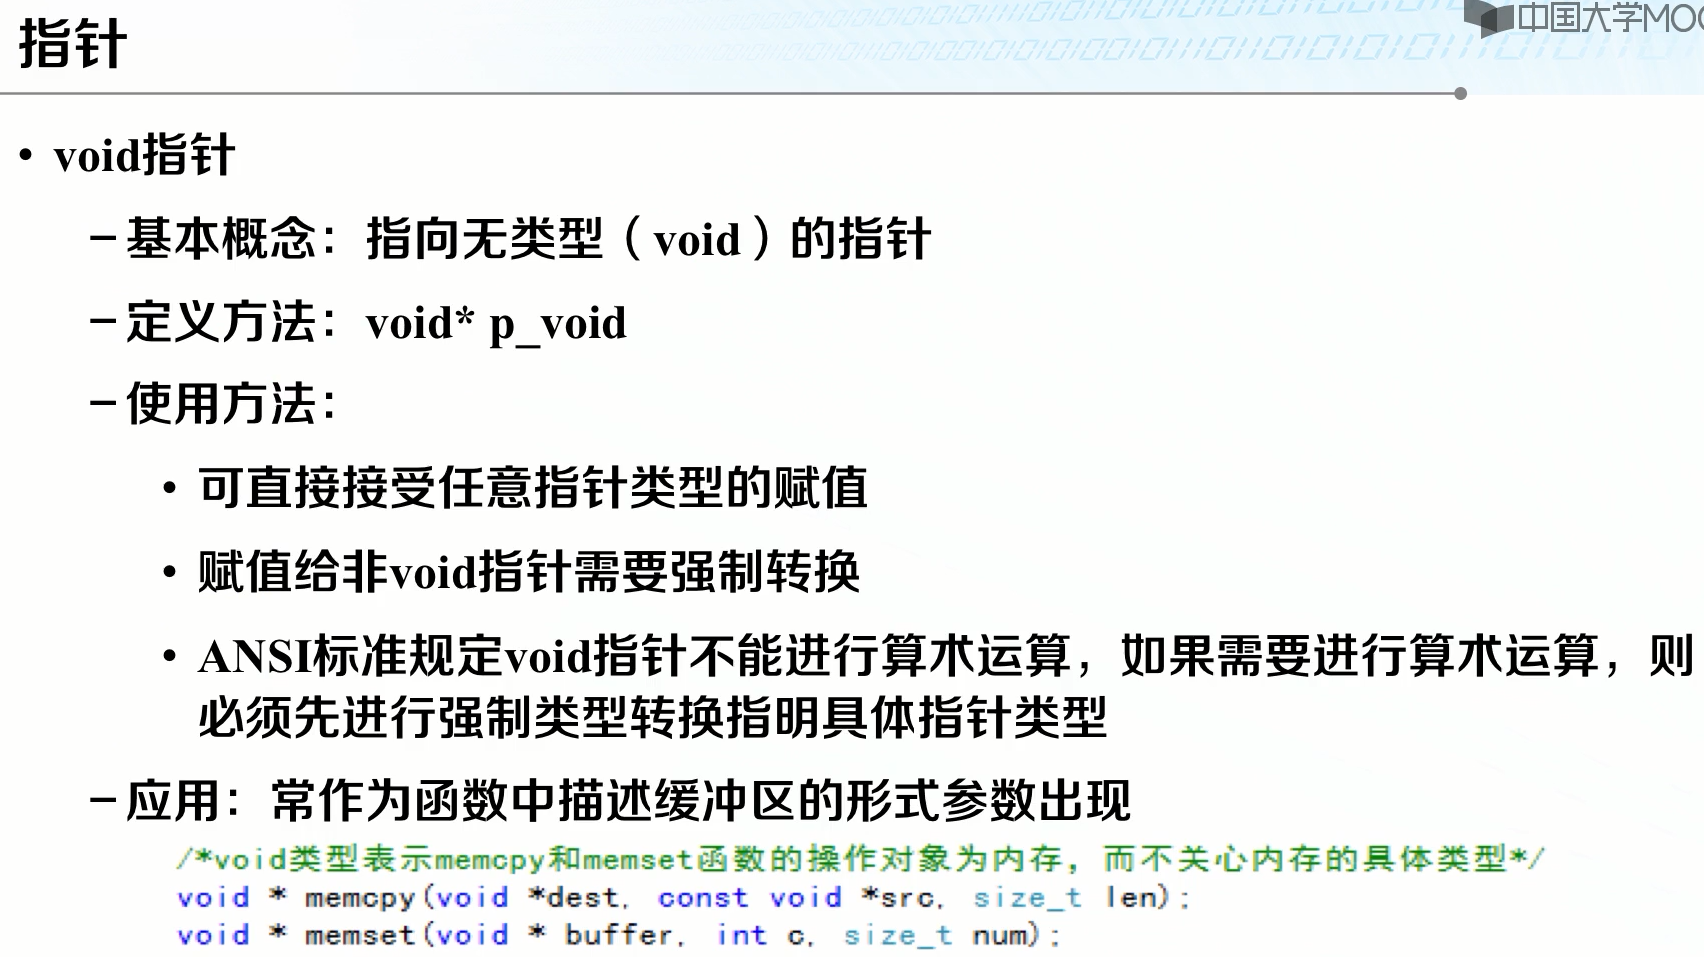 指针
中国大学MOO
• void指针
– 基本概念：指向无类型（void）的指针
– 定义方法：void* p_void
– 使用方法：
• 可直接接受任意指针类型的赋值
• 赋值给非void指针需要强制转换
• ANSI标准规定void指针不能进行算术运算，如果需要进行算术运算，则
必须先进行强制类型转换指明具体指针类型
– 应用：常作为函数中描述缓冲区的形式参数出现
/*void类型表示memcpy和memset函数的操作对象为内存，而不关心内存的具体类型*/
void * memcpy(void *dest, const void *src, size_t len);
void * memset(void * buffer, int c, size_t num);